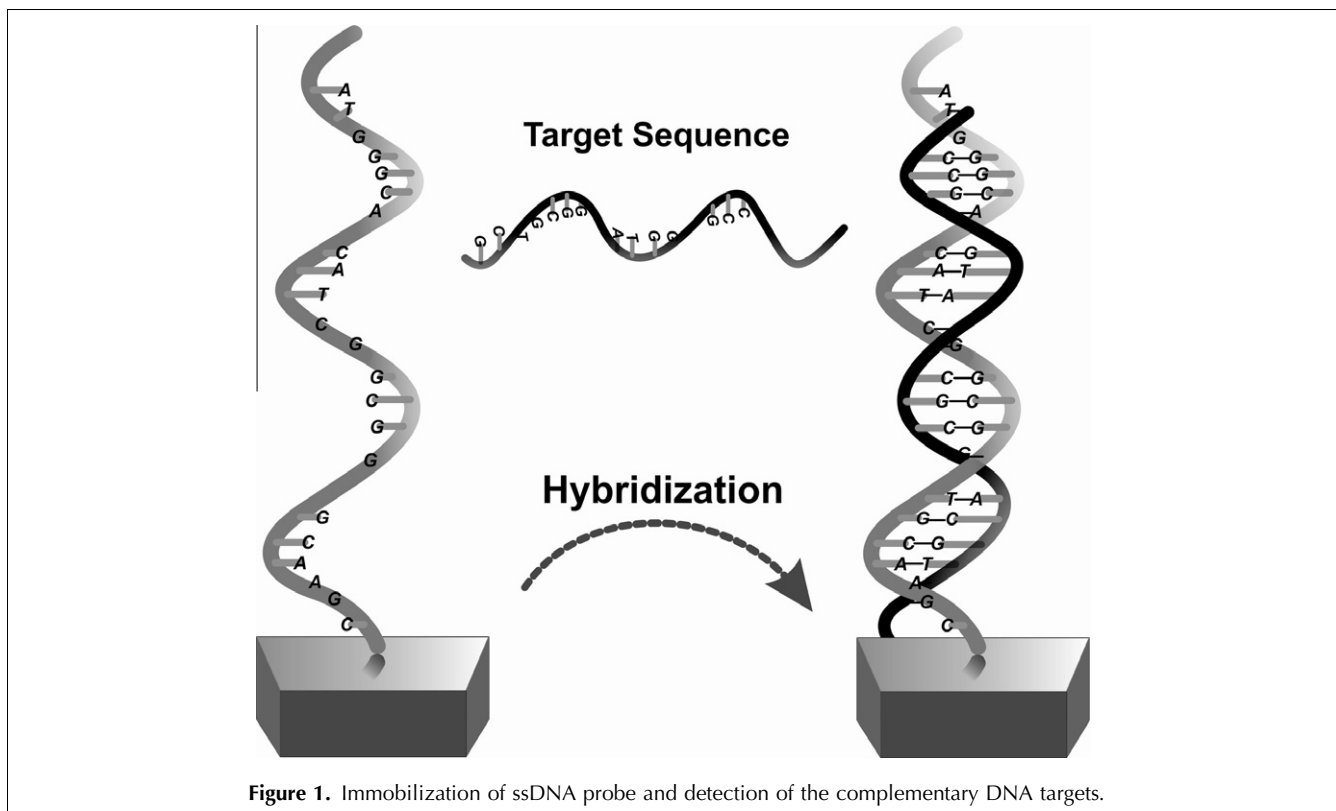 A
T
G
G
G
C
A
C
A
T
C
G
G
C
G
G
G
C
A
A
G
C
Target Sequence
G C T G C G G A T G G G C C
Hybridization
A
T
G
C–G
C–G
G–C
A
C–G
A–T
T–A
C
G
C–G
G–C
C–G
T–A
G–C
C–G
A–T
A
G
C
Figure 1. Immobilization of ssDNA probe and detection of the complementary DNA targets.